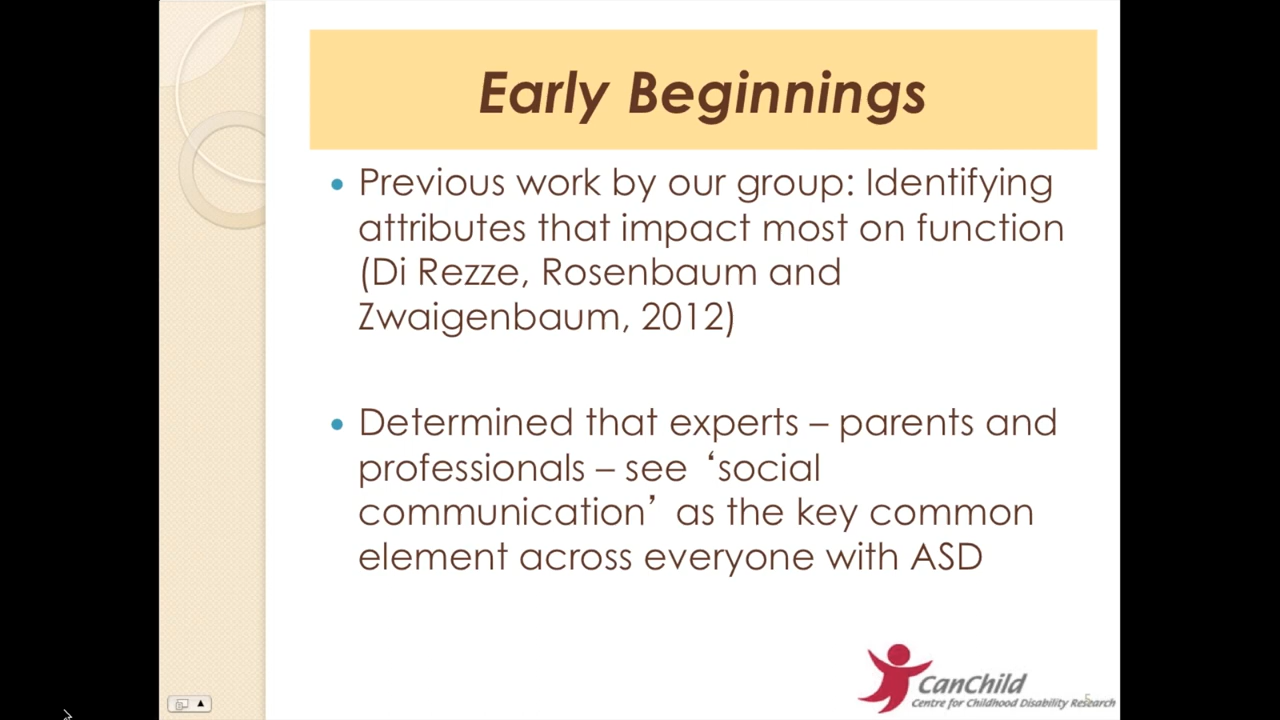 Early Beginnings
• Previous work by our group: Identifying
attributes that impact most on function
(Di Rezze, Rosenbaum and
Zwaigenbaum, 2012)
• Determined that experts – parents and
professionals – see ‘social
communication’ as the key common
element across everyone with ASD
CanChild
Centre for Childhood Disability Research
5